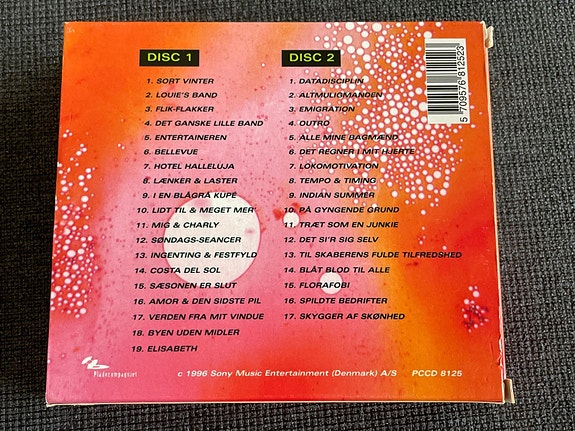 DISC 1
1. SORT VINTER
2. LOUIE'S BAND
3. FLIK-FLAKKER
4. DET GANSKE LILLE BAND
5. ENTERTAINEREN
6. BELLEVUE
7. HOTEL HALLELUJA
8. LÆNKER & LASTER
9. I EN BLÅGRÅ KUPÉ
10. LIDT TIL & MEGET MER'
11. MIG & CHARLY
12. SØNDAGS-SEANCER
13. INGENTING & FESTFYLD
14. COSTA DEL SOL
15. SÆSONEN ER SLUT
16. AMOR & DEN SIDSTE PIL
17. VERDEN FRA MIT VINDUE
18. BYEN UDEN MIDLER
19. ELISABETH
DISC 2
1. DATADISCIPLIN
2. ALTMULIGMANDEN
3. EMIGRATION
4. OUTRO
5. ALLE MINE BAGMÆND
6. DET REGNER I MIT HJERTE
7. LOKOMOTIVATION
8. TEMPO & TIMING
9. INDIAN SUMMER
10. PÅ GYNGENDE GRUND
11. TRÆT SOM EN JUNKIE
12. DET SI'R SIG SELV
13. TIL SKABERENS FULDE TILFREDSHED
14. BLÅT BLOD TIL ALLE
15. FLORAFOBI
16. SPILDTE BEDRIFTER
17. SKYGGER AF SKØNHED
5 709576 812523
Pladecompagniet
c 1996 Sony Music Entertainment (Denmark) A/S PCCD 8125